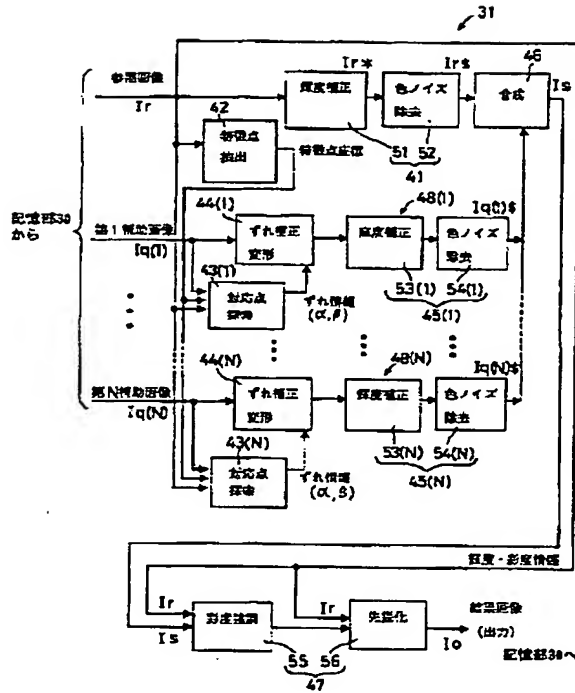 31
参照画像
Ir
42
特徴点
抽出
特徴点座標
輝度補正
Ir*
色ノイズ
除去
Ir$
46
合成
Is
51
52
41
記憶部30
から
第1補助画像
Iq(1)
44(1)
ずれ補正
変形
43(1)
対応点
探索
ずれ情報
(α,β)
48(1)
輝度補正
色ノイズ
除去
Iq(1)$
53(1)
54(1)
45(1)
第N補助画像
Iq(N)
44(N)
ずれ補正
変形
43(N)
対応点
探索
ずれ情報
(α,β)
48(N)
輝度補正
色ノイズ
除去
Iq(N)$
53(N)
54(N)
45(N)
輝度・彩度情報
Ir
Is
彩度強調
Ir
先鋭化
結果画像
(出力)
Io
記憶部30へ
55
56
47